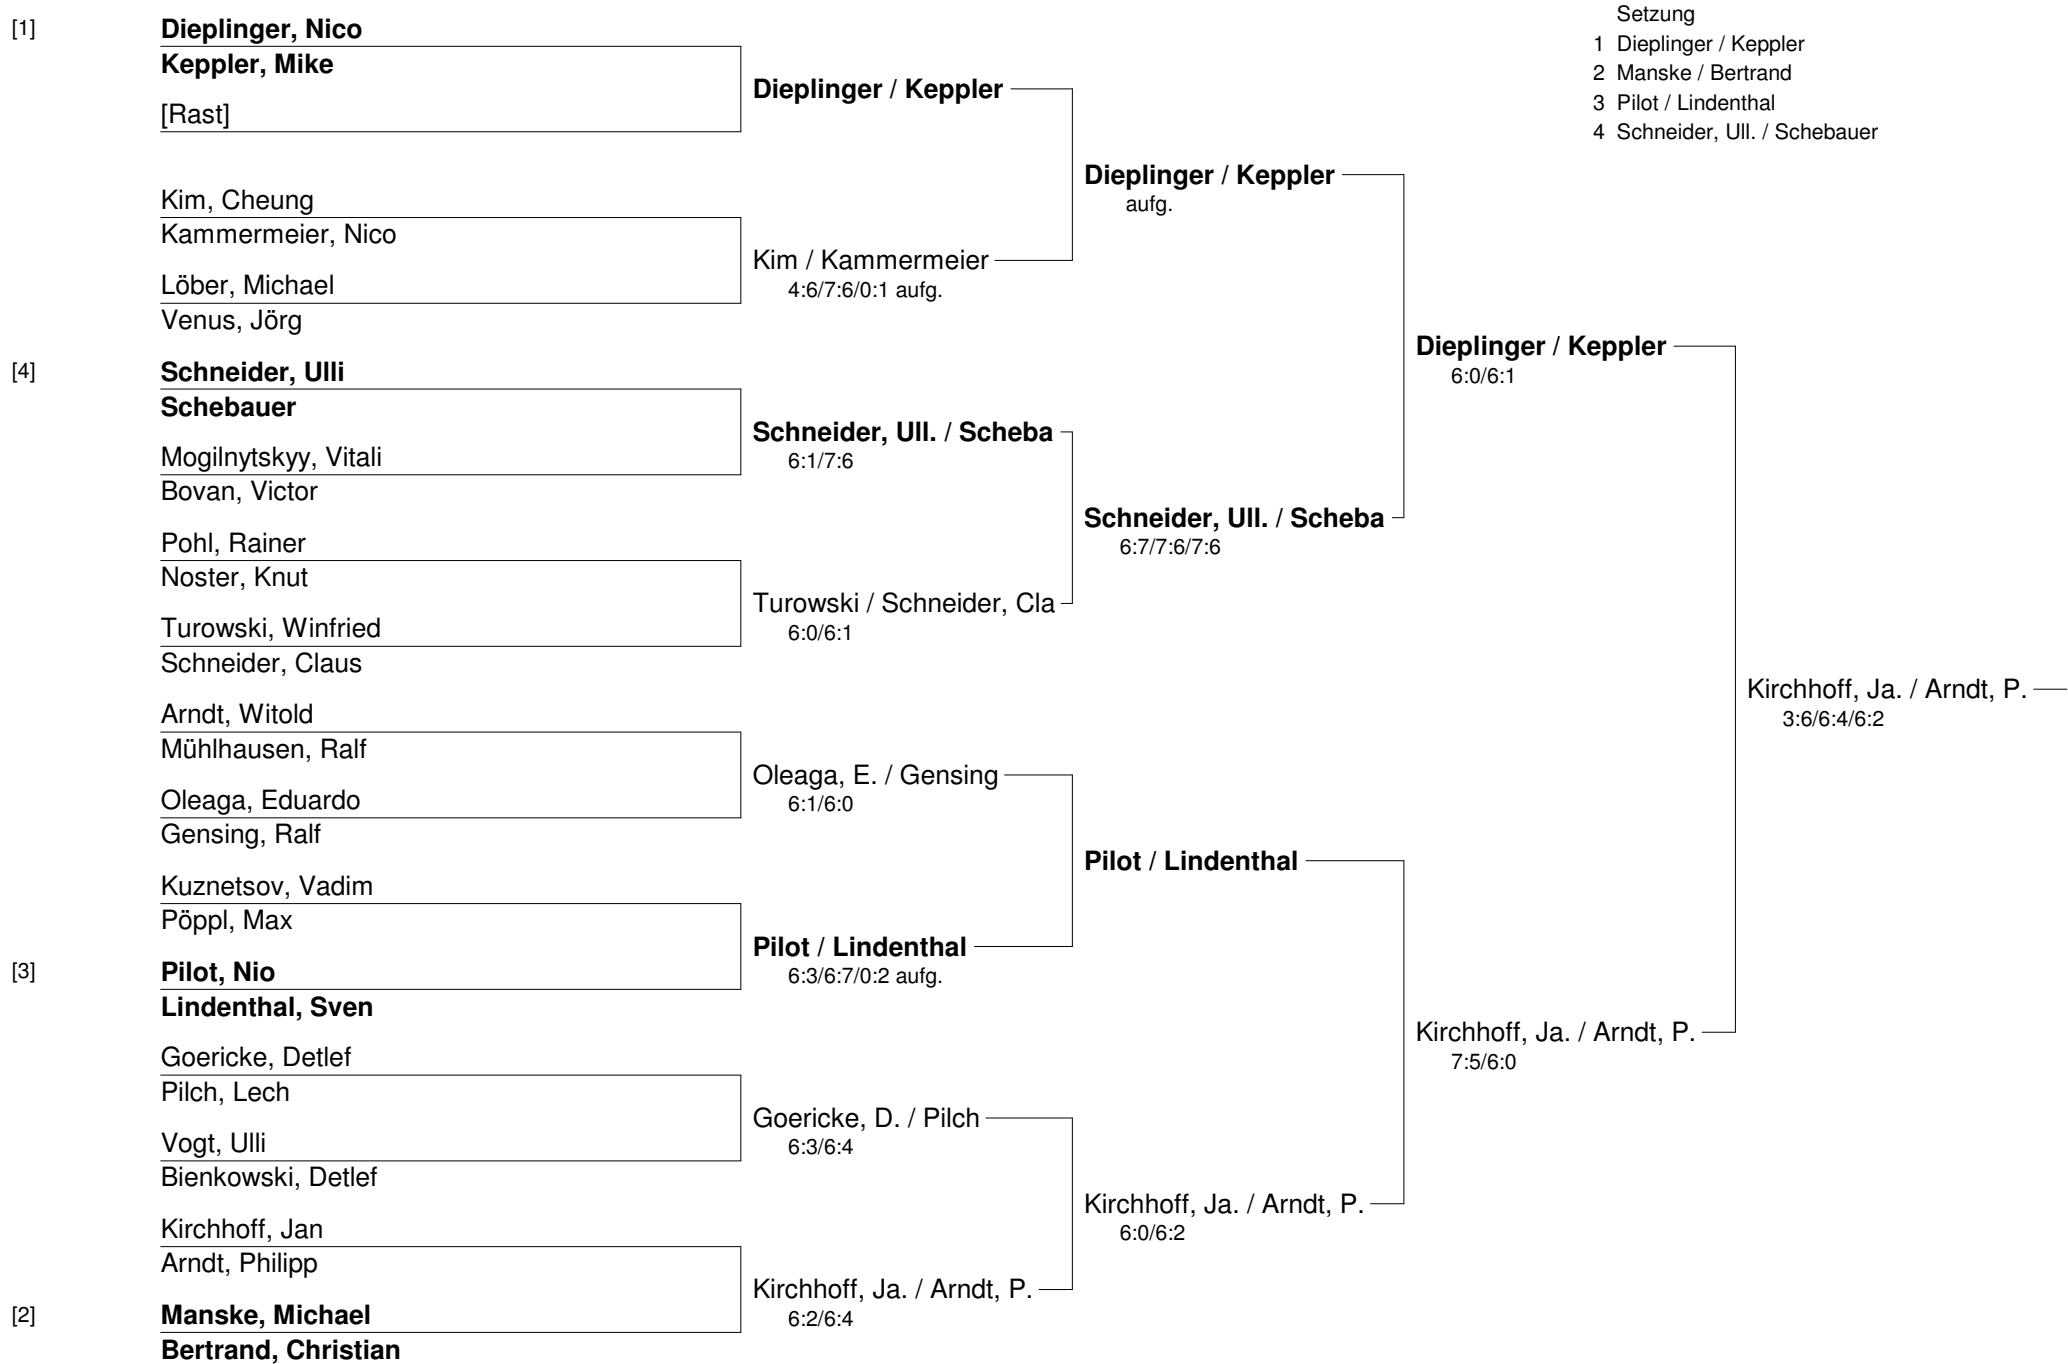 [1]
Dieplinger, Nico
Keppler, Mike
[Rast]
Kim, Cheung
Kammermeier, Nico
Löber, Michael
Venus, Jörg
[4]
Schneider, Ulli
Schebauer
Mogilnytskyy, Vitali
Bovan, Victor
Pohl, Rainer
Noster, Knut
Turowski, Winfried
Schneider, Claus
Arndt, Witold
Mühlhausen, Ralf
Oleaga, Eduardo
Gensing, Ralf
Kuznetsov, Vadim
Pöppl, Max
[3]
Pilot, Nio
Lindenthal, Sven
Goericke, Detlef
Pilch, Lech
Vogt, Ulli
Bienkowski, Detlef
Kirchhoff, Jan
Arndt, Philipp
[2]
Manske, Michael
Bertrand, Christian
Dieplinger / Keppler
Kim / Kammermeier
4:6/7:6/0:1 aufg.
Schneider, Ull. / Scheba
6:1/7:6
Turowski / Schneider, Cla
6:0/6:1
Oleaga, E. / Gensing
6:1/6:0
Pilot / Lindenthal
6:3/6:7/0:2 aufg.
Goericke, D. / Pilch
6:3/6:4
Kirchhoff, Ja. / Arndt, P.
6:2/6:4
Dieplinger / Keppler
aufg.
Schneider, Ull. / Scheba
6:7/7:6/7:6
Pilot / Lindenthal
Kirchhoff, Ja. / Arndt, P.
6:0/6:2
Dieplinger / Keppler
6:0/6:1
Kirchhoff, Ja. / Arndt, P.
7:5/6:0
Kirchhoff, Ja. / Arndt, P.
3:6/6:4/6:2
Setzung
1 Dieplinger / Keppler
2 Manske / Bertrand
3 Pilot / Lindenthal
4 Schneider, Ull. / Schebauer